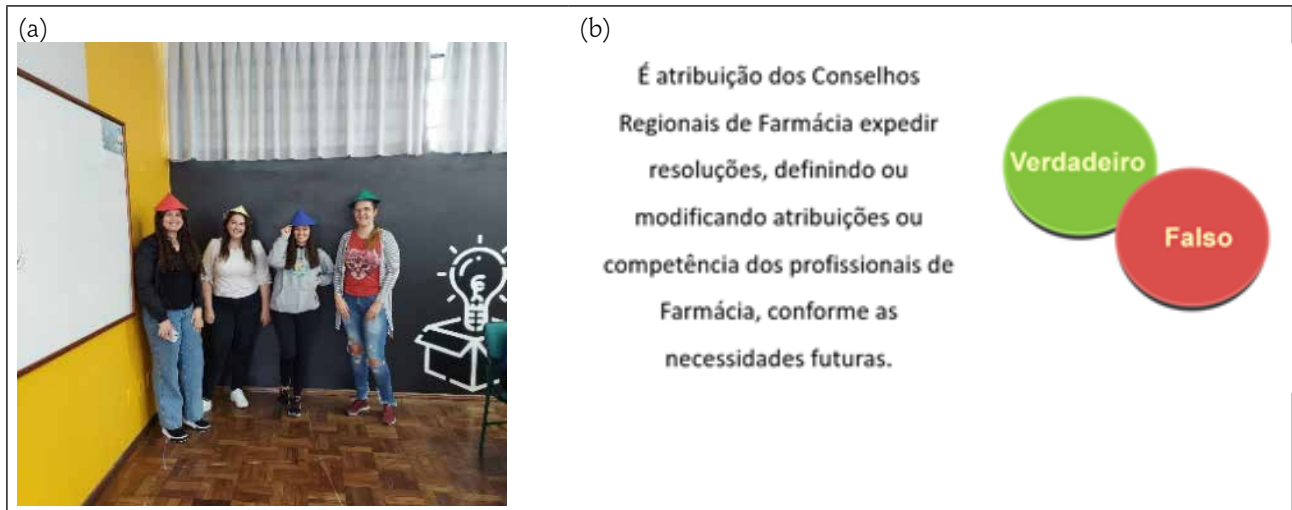 (a)
(b)
É atribuição dos Conselhos
Regionais de Farmácia expedir
resoluções, definindo ou
modificando atribuições ou
competência dos profissionais de
Farmácia, conforme as
necessidades futuras.
Verdadeiro
Falso